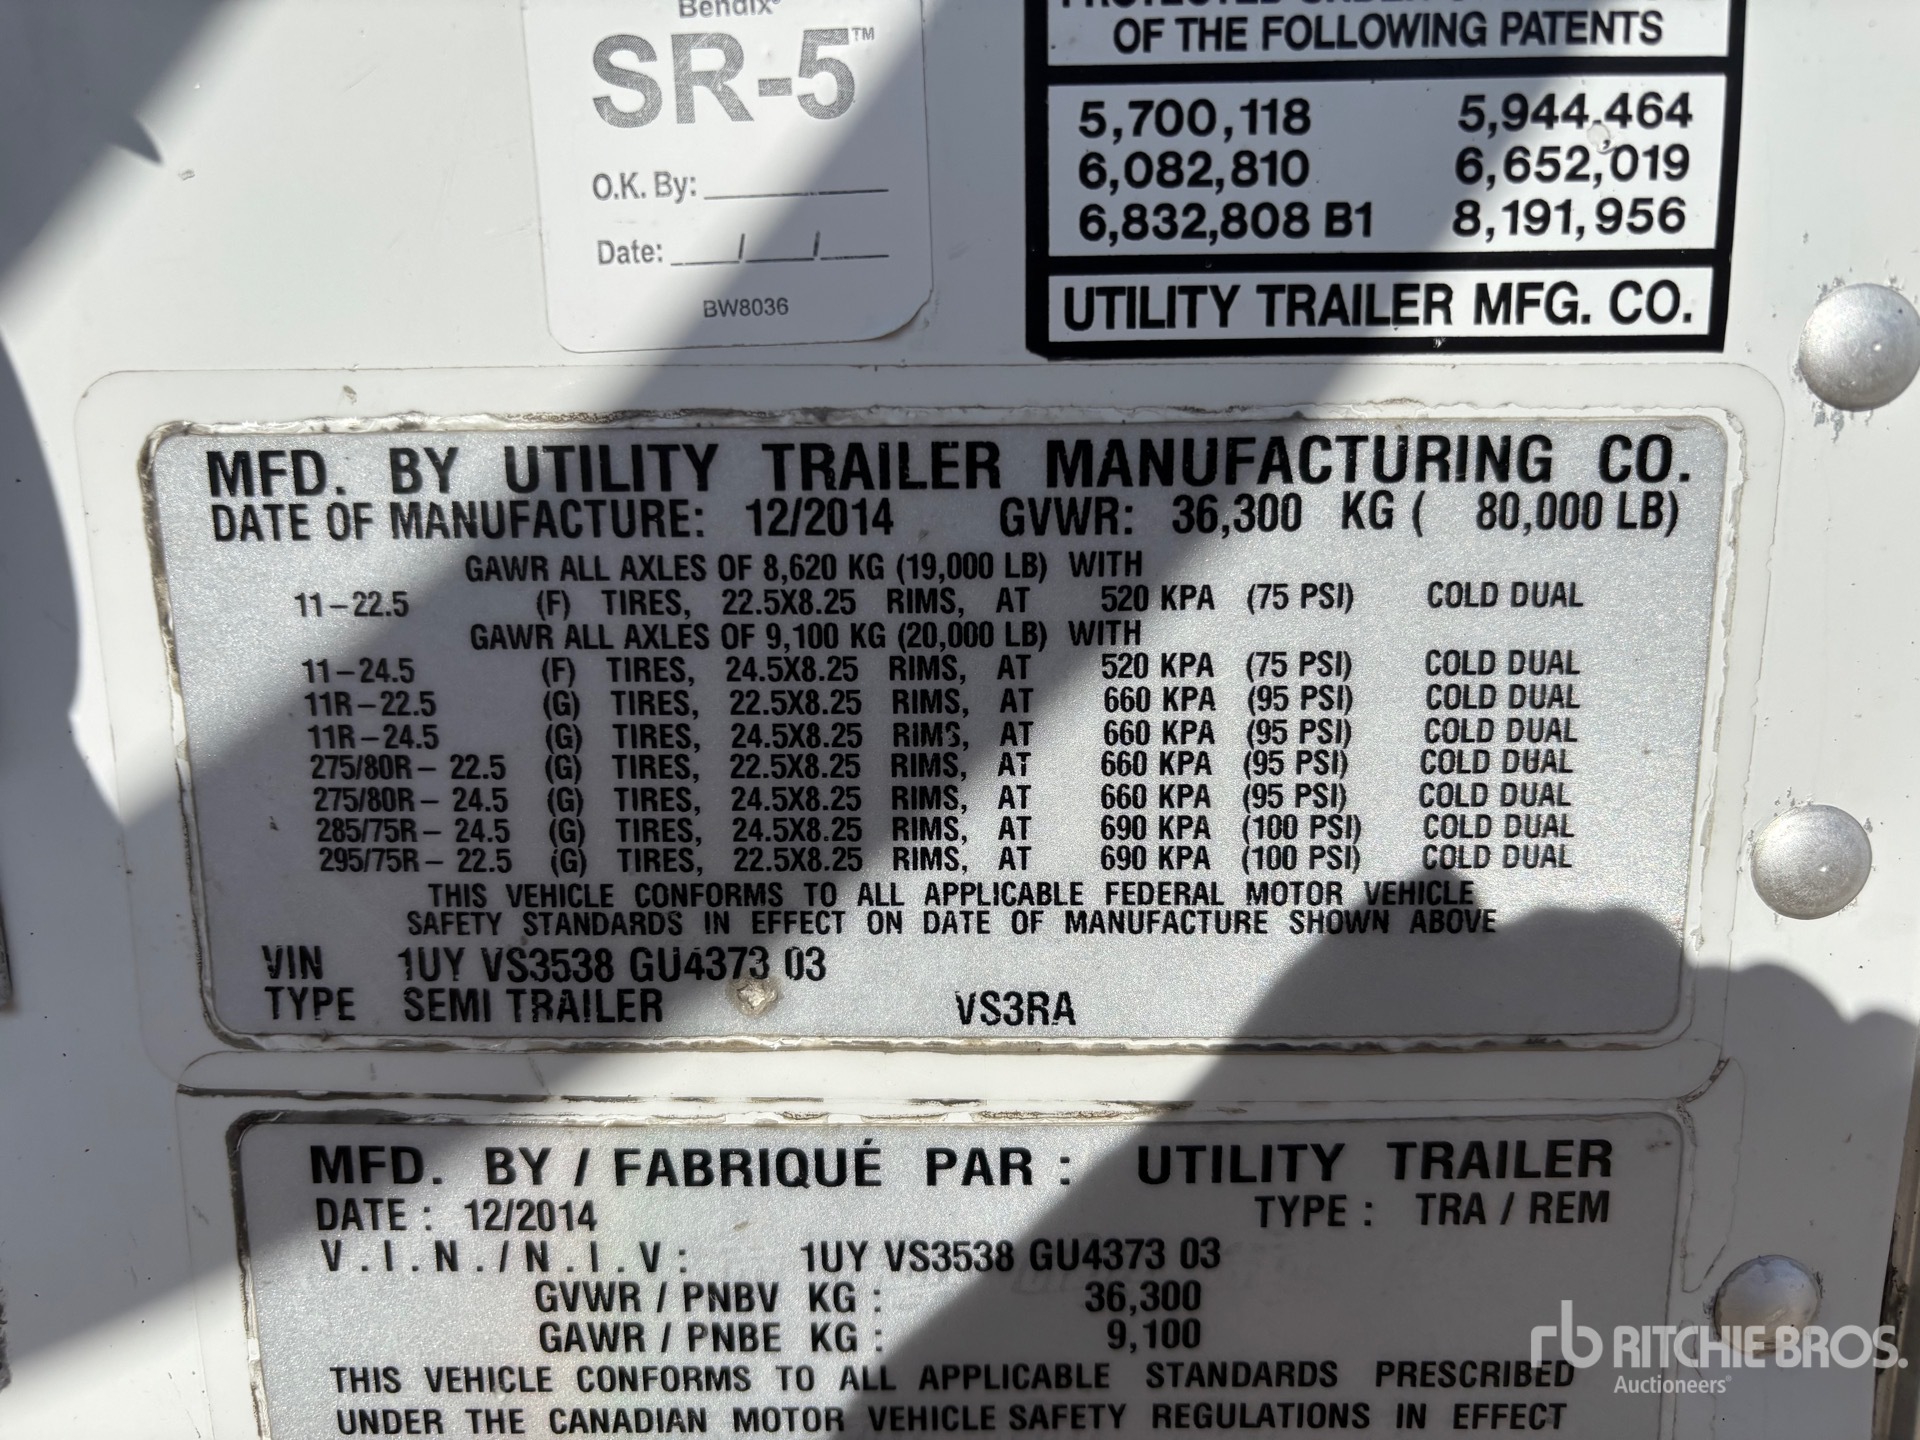 Bendix®
SR-5™
O.K. By:
Date: __/__/__
BW8036
OF THE FOLLOWING PATENTS
5,700,118 5,944,464
6,082,810 6,652,019
6,832,808 B1 8,191,956
UTILITY TRAILER MFG. CO.
MFD. BY UTILITY TRAILER MANUFACTURING CO.
DATE OF MANUFACTURE: 12/2014 GVWR: 36,300 KG ( 80,000 LB)
GAWR ALL AXLES OF 8,620 KG (19,000 LB) WITH
11-22.5 (F) TIRES, 22.5X8.25 RIMS, AT 520 KPA (75 PSI) COLD DUAL
GAWR ALL AXLES OF 9,100 KG (20,000 LB) WITH
11-24.5 (F) TIRES, 24.5X8.25 RIMS, AT 520 KPA (75 PSI) COLD DUAL
11R-22.5 (G) TIRES, 22.5X8.25 RIMS, AT 660 KPA (95 PSI) COLD DUAL
11R-24.5 (G) TIRES, 24.5X8.25 RIMS, AT 660 KPA (95 PSI) COLD DUAL
275/80R- 22.5 (G) TIRES, 22.5X8.25 RIMS, AT 660 KPA (95 PSI) COLD DUAL
275/80R- 24.5 (G) TIRES, 24.5X8.25 RIMS, AT 660 KPA (95 PSI) COLD DUAL
285/75R- 24.5 (G) TIRES, 24.5X8.25 RIMS, AT 690 KPA (100 PSI) COLD DUAL
295/75R- 22.5 (G) TIRES, 22.5X8.25 RIMS, AT 690 KPA (100 PSI) COLD DUAL
THIS VEHICLE CONFORMS TO ALL APPLICABLE FEDERAL MOTOR VEHICLE
SAFETY STANDARDS IN EFFECT ON DATE OF MANUFACTURE SHOWN ABOVE
VIN 1UY VS3538 GU4373 03
TYPE SEMI TRAILER VS3RA
MFD. BY / FABRIQUÉ PAR : UTILITY TRAILER
DATE : 12/2014 TYPE : TRA / REM
V.I.N./N.I.V: 1UY VS3538 GU4373 03
GVWR / PNBV KG : 36,300
GAWR / PNBE KG : 9,100
THIS VEHICLE CONFORMS TO ALL APPLICABLE STANDARDS PRESCRIBED
UNDER THE CANADIAN MOTOR VEHICLE SAFETY REGULATIONS IN EFFECT
rb RITCHIE BROS.
Auctioneers